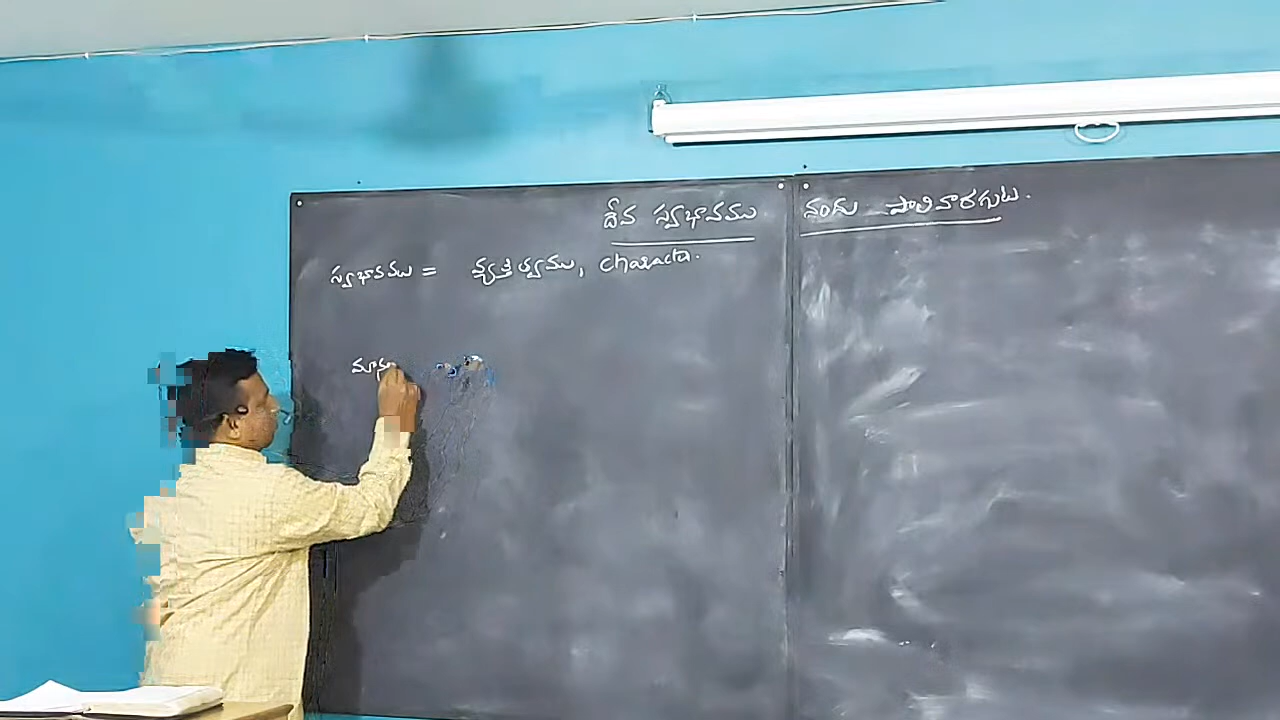 దేవ స్వభావము నందు పాలివారగుట.
స్వభావము = వ్యక్తిత్వము, character.